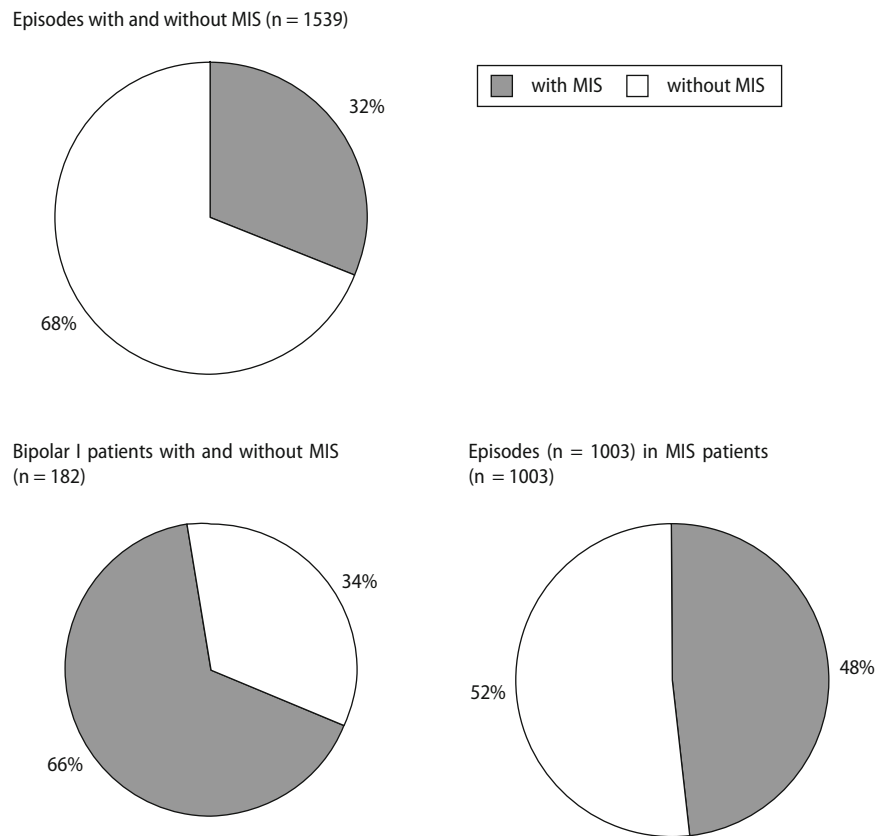 Episodes with and without MIS (n = 1539)
with MIS without MIS
32%
68%
Bipolar I patients with and without MIS
(n = 182)
34%
66%
Episodes (n = 1003) in MIS patients
(n = 1003)
48%
52%